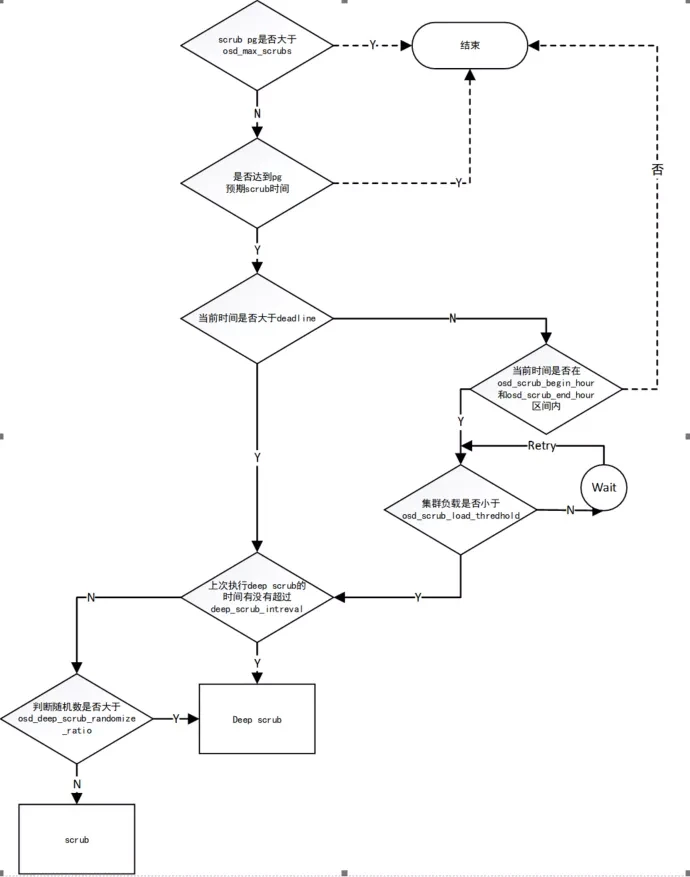 scrub pg是否大于
osd_max_scrubs
Y
结束
N
否
是否达到pg
预期scrub时间
Y
Y
当前时间是否大于deadline
N
当前时间是否在
osd_scrub_begin_hour
和osd_scrub_end_hour
区间内
Y
Retry
Y
Wait
集群负载是否小于
osd_scrub_load_thredhold
N
上次执行deep scrub的
时间有没有超过
deep_scrub_intreval
N
Y
Y
判断随机数是否大于
osd_deep_scrub_randomize
_ratio
Y
Deep scrub
N
scrub